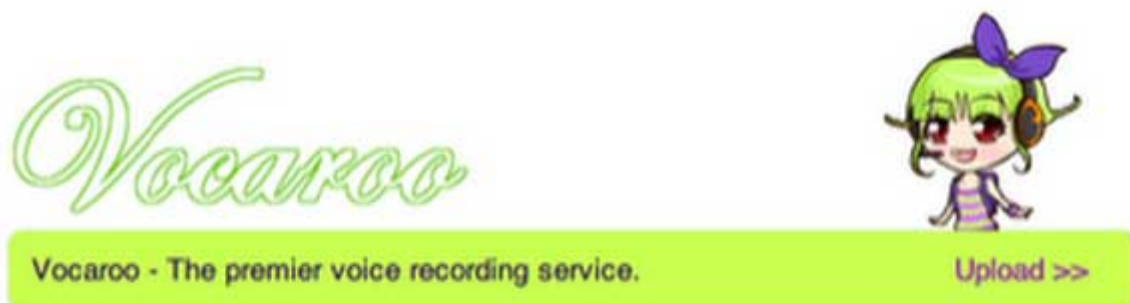 Vocaroo
Vocaroo - The premier voice recording service.
Upload >>